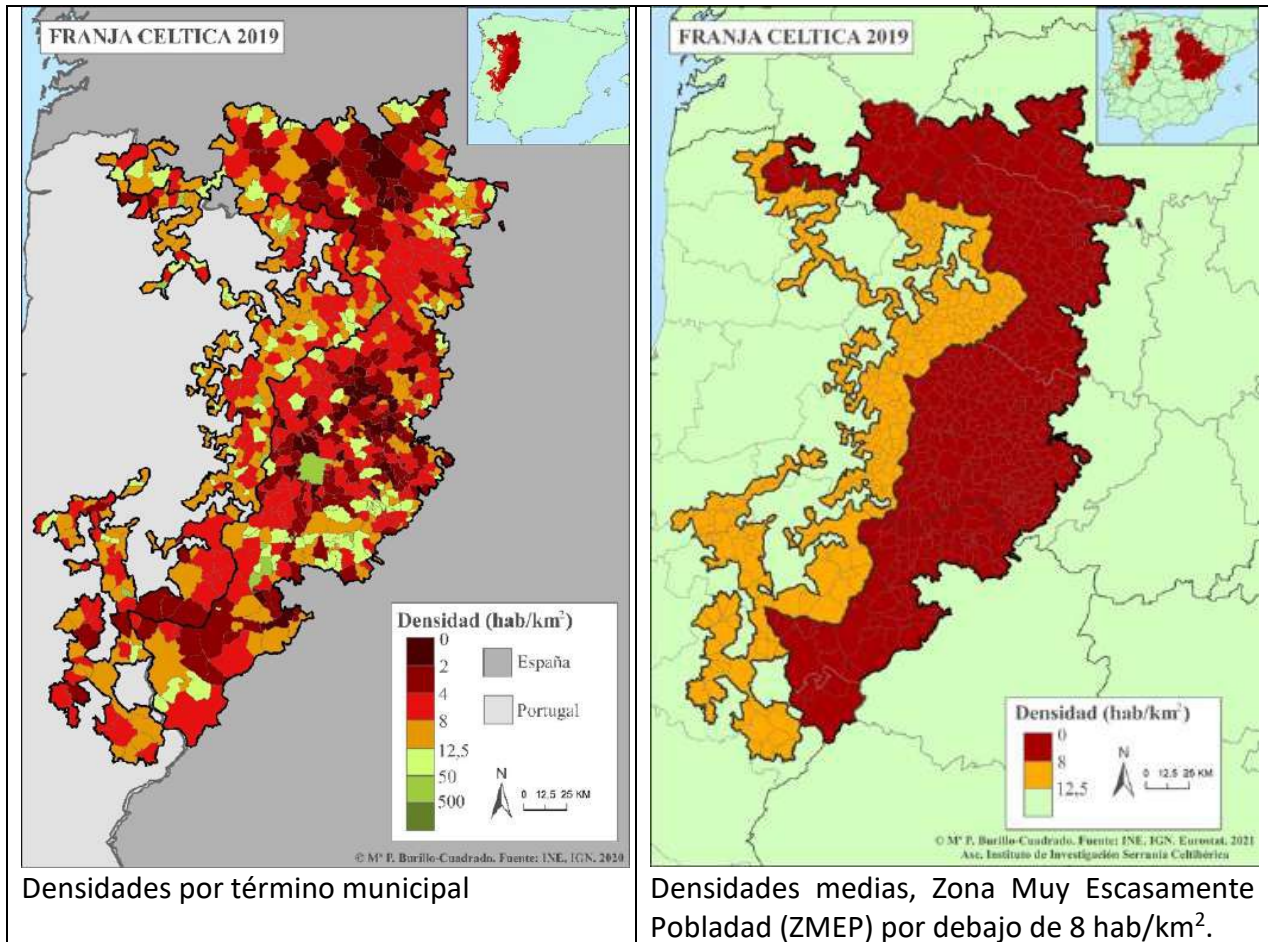 FRANJA CELTICA 2019
Densidad (hab/km²)
0
2
4
8
12,5
50
500
España
Portugal
N
0 12,5 25 KM
© Mª P. Burillo-Cuadrado. Fuente: INE, IGN. 2020
Densidades por término municipal
FRANJA CELTICA 2019
Densidad (hab/km²)
0
8
12,5
N
0 12,5 25 KM
© Mª P. Burillo-Cuadrado. Fuente: INE, IGN. Eurostat. 2021
Asc. Instituto de Investigación Serranía Celtibérica
Densidades medias, Zona Muy Escasamente
Pobladad (ZMEP) por debajo de 8 hab/km².